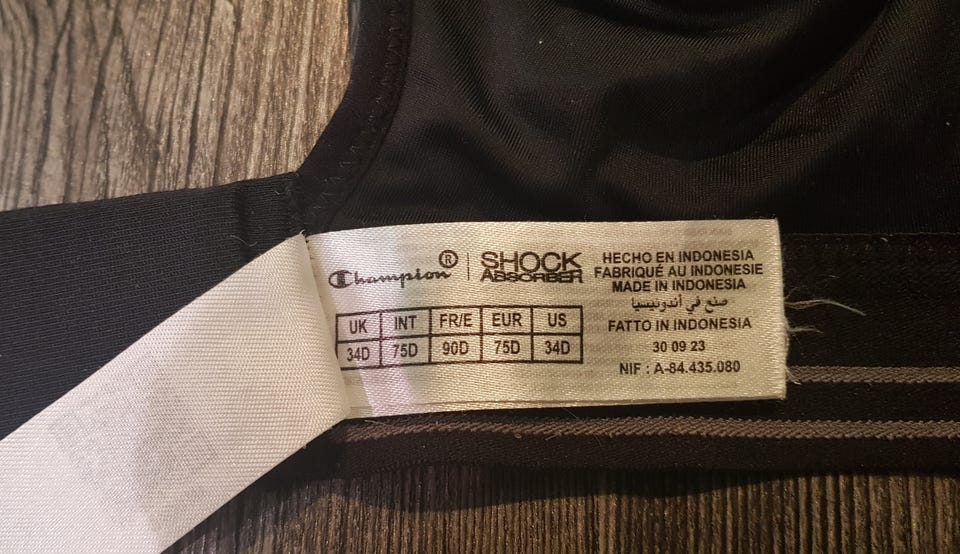 Champion® | SHOCK ABSORBER
UK INT FR/E EUR US
34D 75D 90D 75D 34D
HECHO EN INDONESIA
FABRIQUÉ AU INDONESIE
MADE IN INDONESIA
صنع في أندونيسيا
FATTO IN INDONESIA
30 09 23
NIF : A-84.435.080